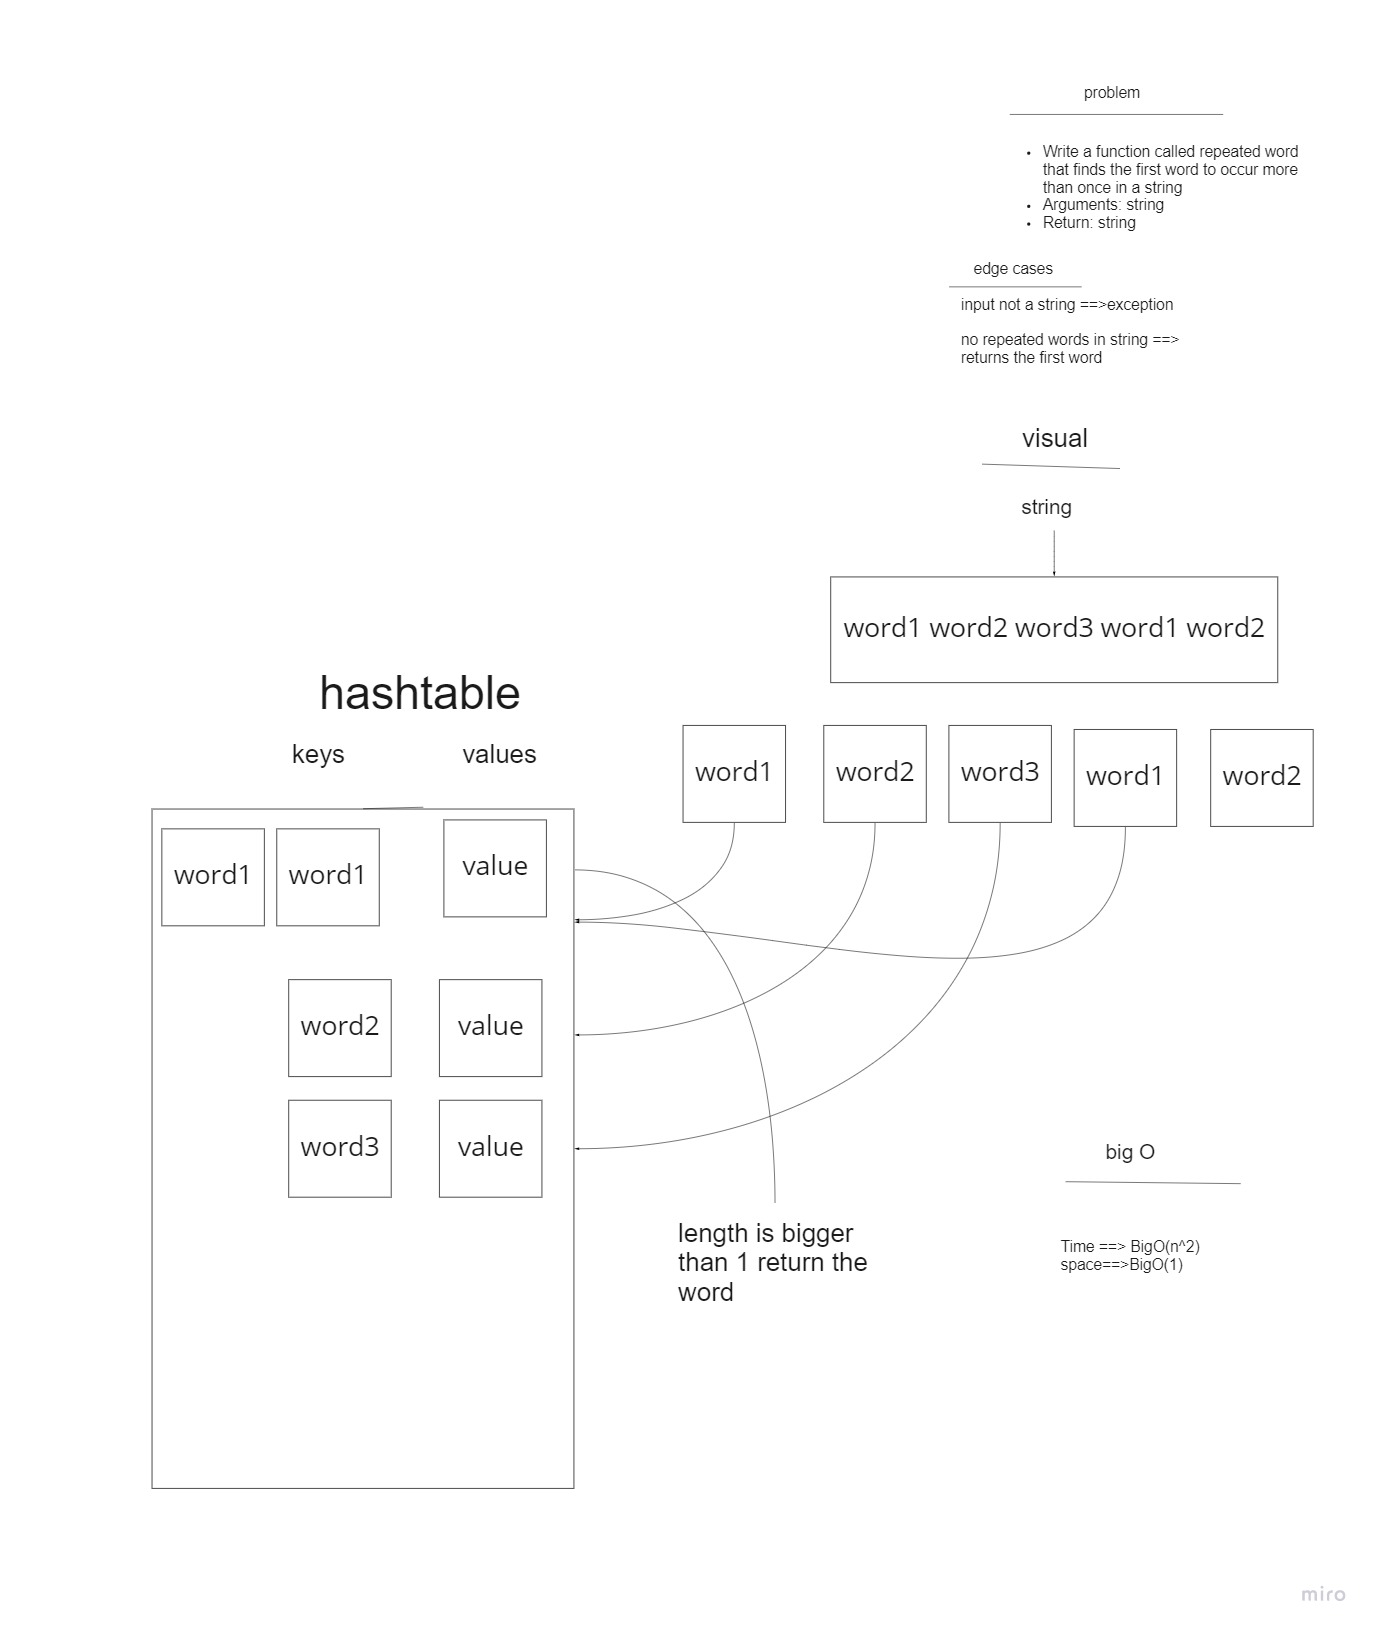 problem
• Write a function called repeated word
that finds the first word to occur more
than once in a string
• Arguments: string
• Return: string
edge cases
input not a string ==>exception
no repeated words in string ==>
returns the first word
visual
string
word1 word2 word3 word1 word2
hashtable
keys values
word1 word2 word3 word1 word2
word1 word1 value
word2 value
word3 value
length is bigger
than 1 return the
word
big O
Time ==> BigO(n^2)
space==>BigO(1)
miro